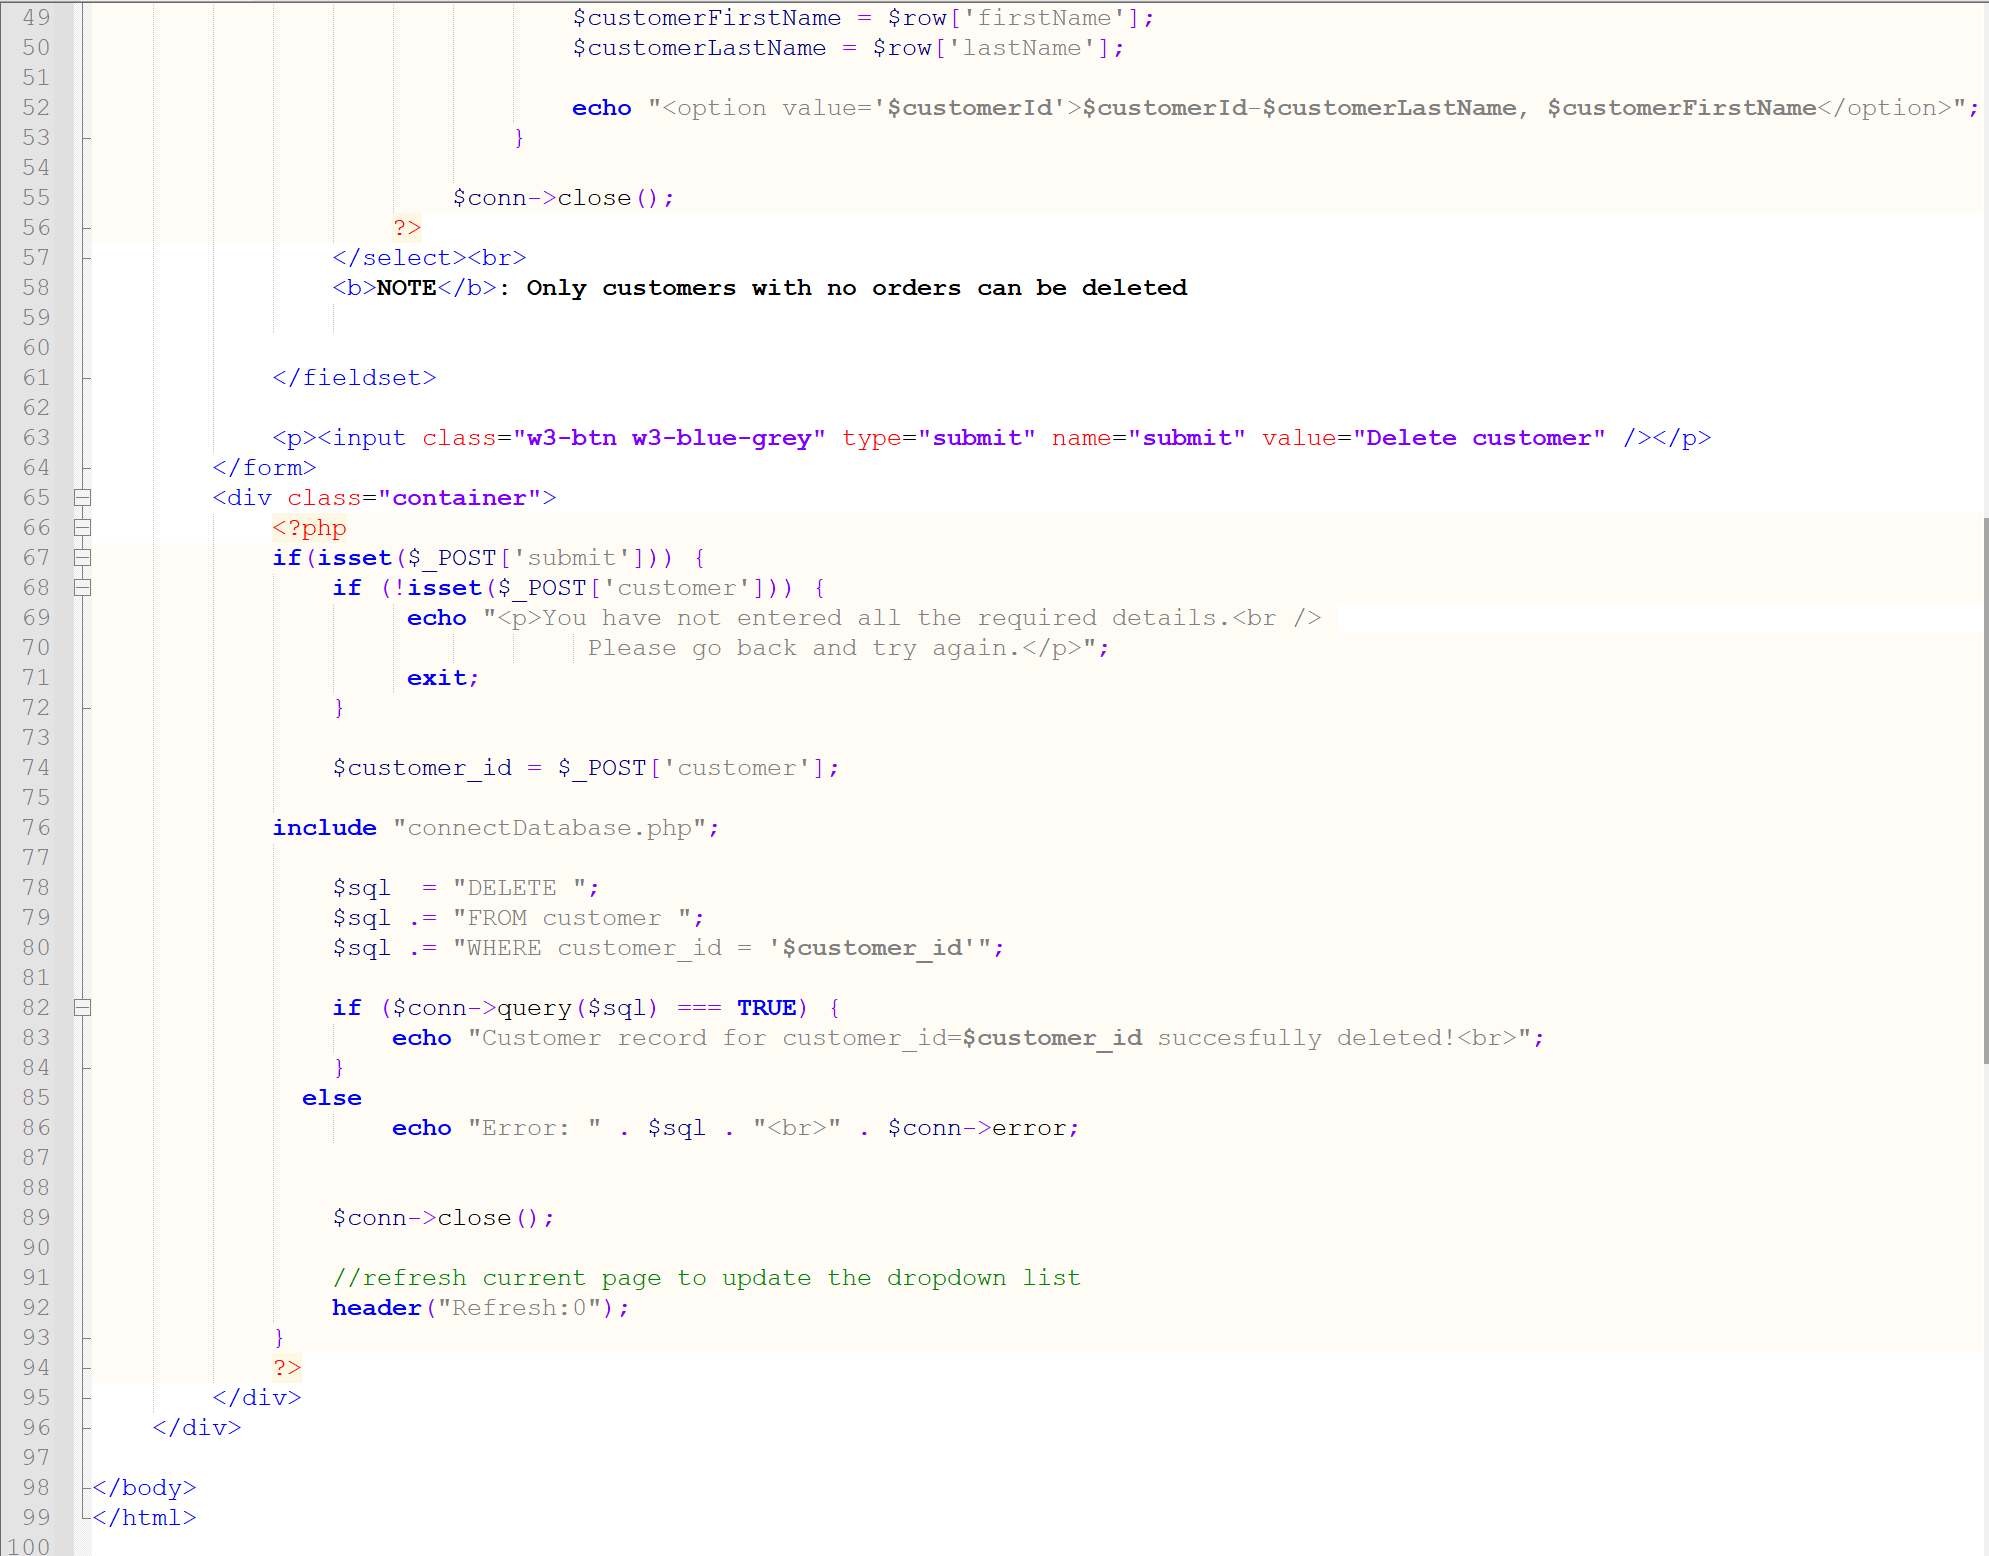 49 $customerFirstName = $row['firstName'];
50 $customerLastName = $row['lastName'];
51
52 echo "<option value='$customerId'>$customerId-$customerLastName, $customerFirstName</option>";
53 }
54
55 $conn->close();
56 ?>
57 </select><br>
58 <b>NOTE</b>: Only customers with no orders can be deleted
59
60
61 </fieldset>
62
63 <p><input class="w3-btn w3-blue-grey" type="submit" name="submit" value="Delete customer" /></p>
64 </form>
65 <div class="container">
66 <?php
67 if(isset($_POST['submit'])) {
68 if (!isset($_POST['customer'])) {
69 echo "<p>You have not entered all the required details.<br />
70 Please go back and try again.</p>";
71 exit;
72 }
73
74 $customer_id = $_POST['customer'];
75
76 include "connectDatabase.php";
77
78 $sql  = "DELETE ";
79 $sql .= "FROM customer ";
80 $sql .= "WHERE customer_id = '$customer_id'";
81
82 if ($conn->query($sql) === TRUE) {
83 echo "Customer record for customer_id=$customer_id succesfully deleted!<br>";
84 }
85 else
86 echo "Error: " . $sql . "<br>" . $conn->error;
87
88
89 $conn->close();
90
91 //refresh current page to update the dropdown list
92 header("Refresh:0");
93 }
94 ?>
95 </div>
96 </div>
97
98 </body>
99 </html>
100